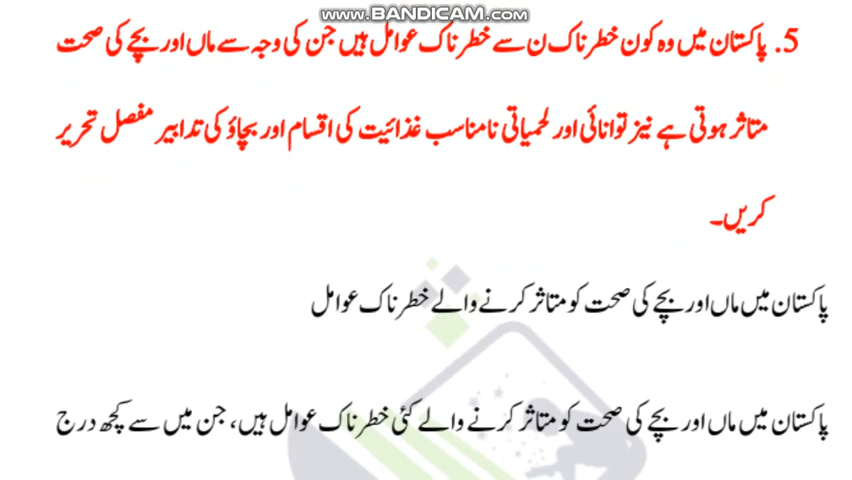 www.BANDICAM.com
5. پاکستان میں وہ کون خطرناک ن سے خطرناک عوامل ہیں جن کی وجہ سے ماں اور بچے کی صحت
متاثر ہوتی ہے نیز توانائی اور لحمیاتی نامناسب غذائیت کی اقسام اور بچاؤ کی تدابیر مفصل تحریر
کریں۔
پاکستان میں ماں اور بچے کی صحت کو متاثر کرنے والے خطرناک عوامل
پاکستان میں ماں اور بچے کی صحت کو متاثر کرنے والے کئی خطرناک عوامل ہیں، جن میں سے کچھ درج